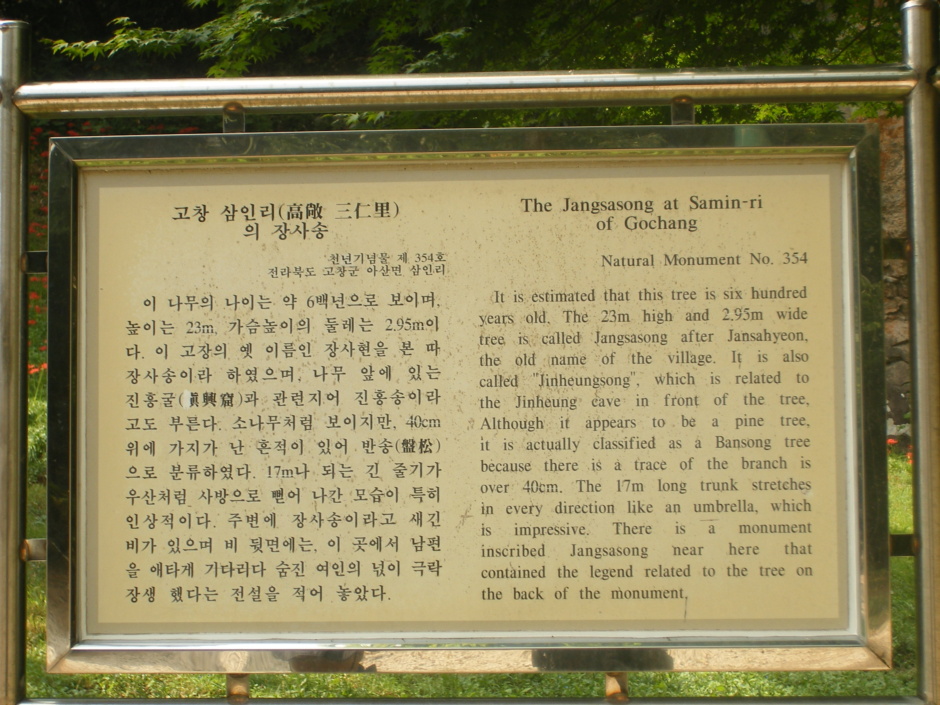 고창 삼인리(高敞 三仁里)
의 장사송
천년기념물 제 354호
전라북도 고창군 아산면 삼인리
이 나무의 나이는 약 6백년으로 보이며,
높이는 23m, 가슴높이의 둘레는 2.95m이
다. 이 고장의 옛 이름인 장사현을 본 따
장사송이라 하였으며, 나무 앞에 있는
진흥굴(眞興窟)과 관련지어 진흥송이라
고도 부른다. 소나무처럼 보이지만, 40cm
위에 가지가 난 흔적이 있어 반송(盤松)
으로 분류하였다. 17m나 되는 긴 줄기가
우산처럼 사방으로 뻗어 나간 모습이 특히
인상적이다. 주변에 장사송이라고 새긴
비가 있으며 비 뒷면에는, 이 곳에서 남편
을 애타게 기다리다 숨진 여인의 넋이 극락
장생 했다는 전설을 적어 놓았다.
The Jangsasong at Samin-ri
of Gochang
Natural Monument No. 354
It is estimated that this tree is six hundred
years old. The 23m high and 2.95m wide
tree is called Jangsasong after Jansahyeon,
the old name of the village. It is also
called "Jinheungsong", which is related to
the Jinheung cave in front of the tree,
Although it appears to be a pine tree,
it is actually classified as a Bansong tree
because there is a trace of the branch is
over 40cm. The 17m long trunk stretches
in every direction like an umbrella, which
is impressive. There is a monument
inscribed Jangsasong near here that
contained the legend related to the tree on
the back of the monument.